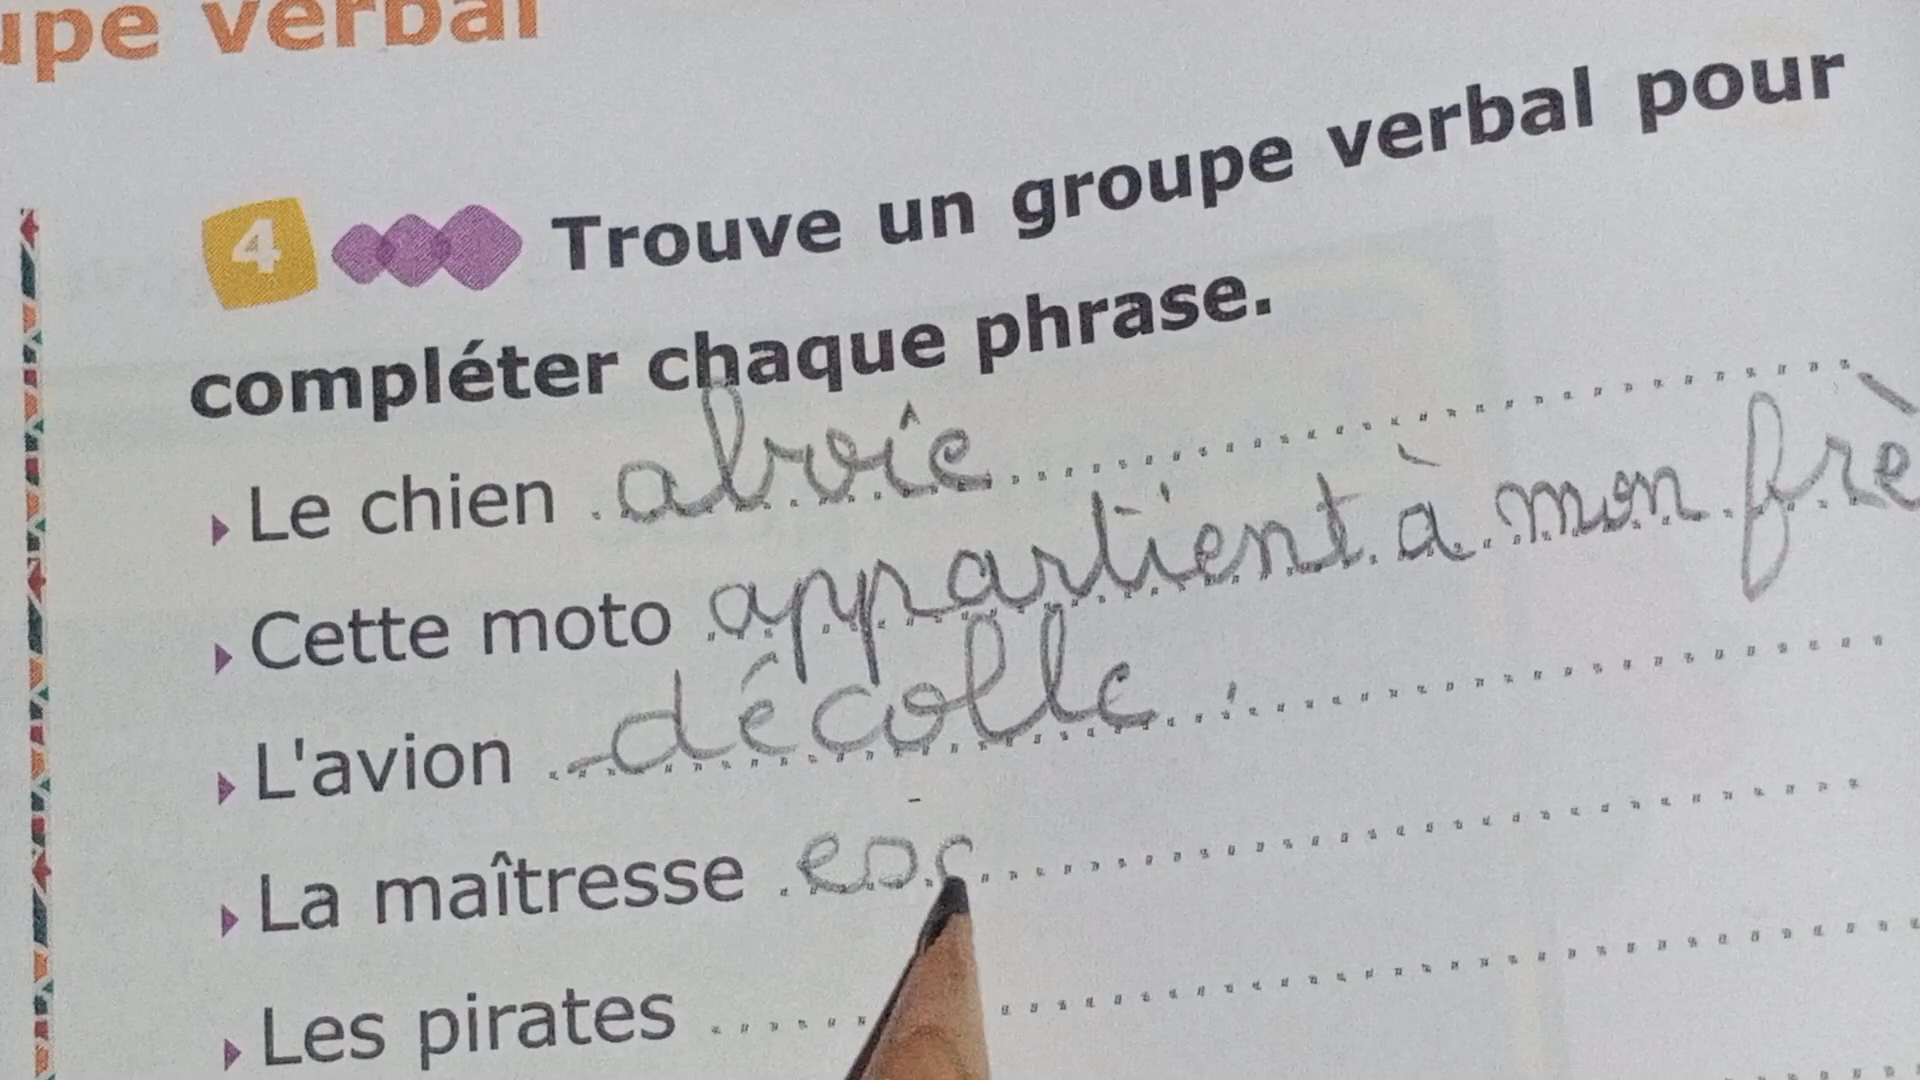 upe verbal
4 Trouve un groupe verbal pour
compléter chaque phrase.
Le chien aboie
Cette moto appartient à mon frè
L'avion décolle.
La maîtresse es
Les pirates